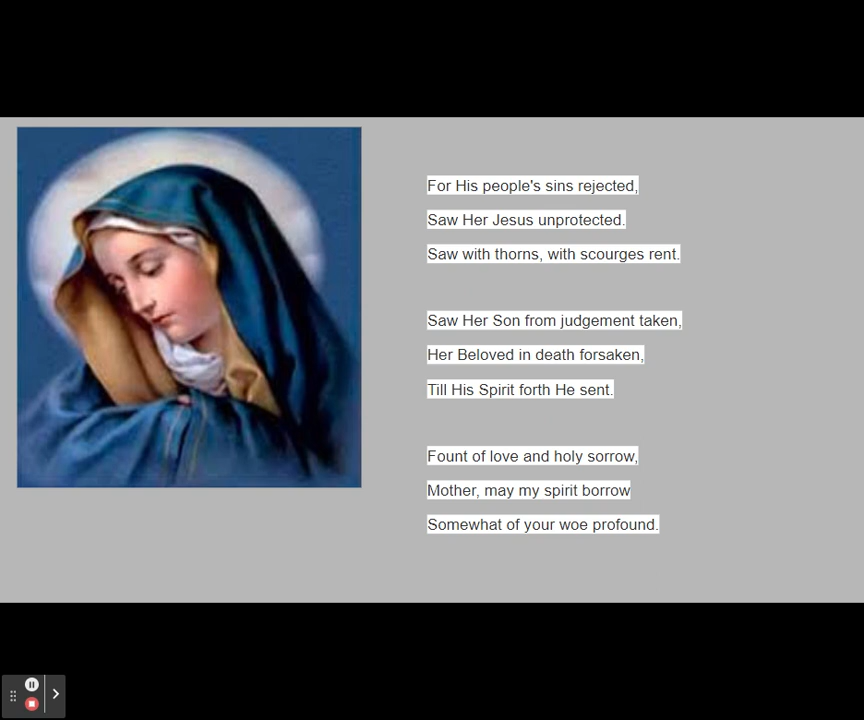 For His people's sins rejected,
Saw Her Jesus unprotected.
Saw with thorns, with scourges rent.
Saw Her Son from judgement taken,
Her Beloved in death forsaken,
Till His Spirit forth He sent.
Fount of love and holy sorrow,
Mother, may my spirit borrow
Somewhat of your woe profound.